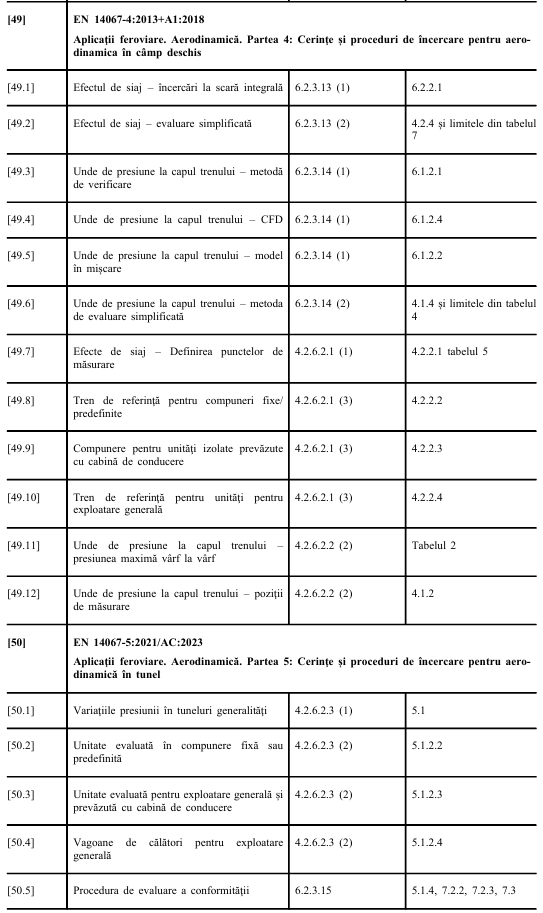 [49] EN 14067-4:2013+A1:2018
Aplicații feroviare. Aerodinamică. Partea 4: Cerințe și proceduri de încercare pentru aero-
dinamica în câmp deschis
[49.1] Efectul de siaj – încercări la scară integrală 6.2.3.13 (1) 6.2.2.1
[49.2] Efectul de siaj – evaluare simplificată 6.2.3.13 (2) 4.2.4 și limitele din tabelul
7
[49.3] Unde de presiune la capul trenului – metodă 6.2.3.14 (1) 6.1.2.1
de verificare
[49.4] Unde de presiune la capul trenului – CFD 6.2.3.14 (1) 6.1.2.4
[49.5] Unde de presiune la capul trenului – model 6.2.3.14 (1) 6.1.2.2
în mișcare
[49.6] Unde de presiune la capul trenului – metoda 6.2.3.14 (2) 4.1.4 și limitele din tabelul
de evaluare simplificată 4
[49.7] Efecte de siaj – Definirea punctelor de 4.2.6.2.1 (1) 4.2.2.1 tabelul 5
măsurare
[49.8] Tren de referință pentru compuneri fixe/ 4.2.6.2.1 (3) 4.2.2.2
predefinite
[49.9] Compunere pentru unități izolate prevăzute 4.2.6.2.1 (3) 4.2.2.3
cu cabină de conducere
[49.10] Tren de referință pentru unități pentru 4.2.6.2.1 (3) 4.2.2.4
exploatare generală
[49.11] Unde de presiune la capul trenului – 4.2.6.2.2 (2) Tabelul 2
presiunea maximă vârf la vârf
[49.12] Unde de presiune la capul trenului – poziții 4.2.6.2.2 (2) 4.1.2
de măsurare
[50] EN 14067-5:2021/AC:2023
Aplicații feroviare. Aerodinamică. Partea 5: Cerințe și proceduri de încercare pentru aero-
dinamică în tunel
[50.1] Variațiile presiunii în tuneluri generalități 4.2.6.2.3 (1) 5.1
[50.2] Unitate evaluată în compunere fixă sau 4.2.6.2.3 (2) 5.1.2.2
predefinită
[50.3] Unitate evaluată pentru exploatare generală și 4.2.6.2.3 (2) 5.1.2.3
prevăzută cu cabină de conducere
[50.4] Vagoane de călători pentru exploatare 4.2.6.2.3 (2) 5.1.2.4
generală
[50.5] Procedura de evaluare a conformității 6.2.3.15 5.1.4, 7.2.2, 7.2.3, 7.3